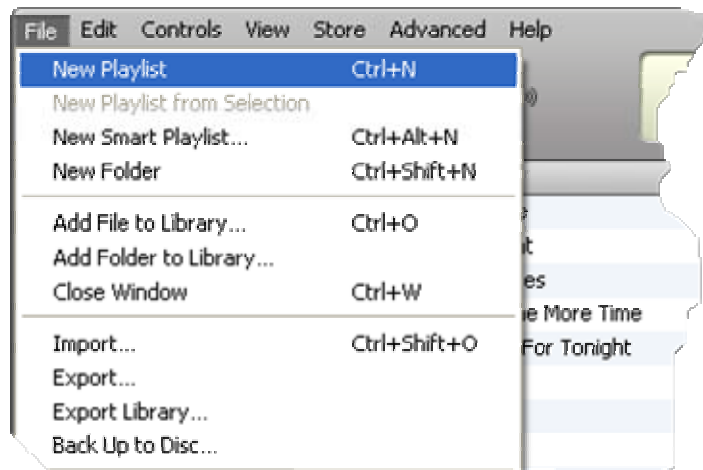 File Edit Controls View Store Advanced Help
New Playlist Ctrl+N
New Playlist from Selection
New Smart Playlist... Ctrl+Alt+N
New Folder Ctrl+Shift+N
Add File to Library... Ctrl+O
Add Folder to Library...
Close Window Ctrl+W
es
e More Time
Import... Ctrl+Shift+O
For Tonight
Export...
Export Library...
Back Up to Disc...